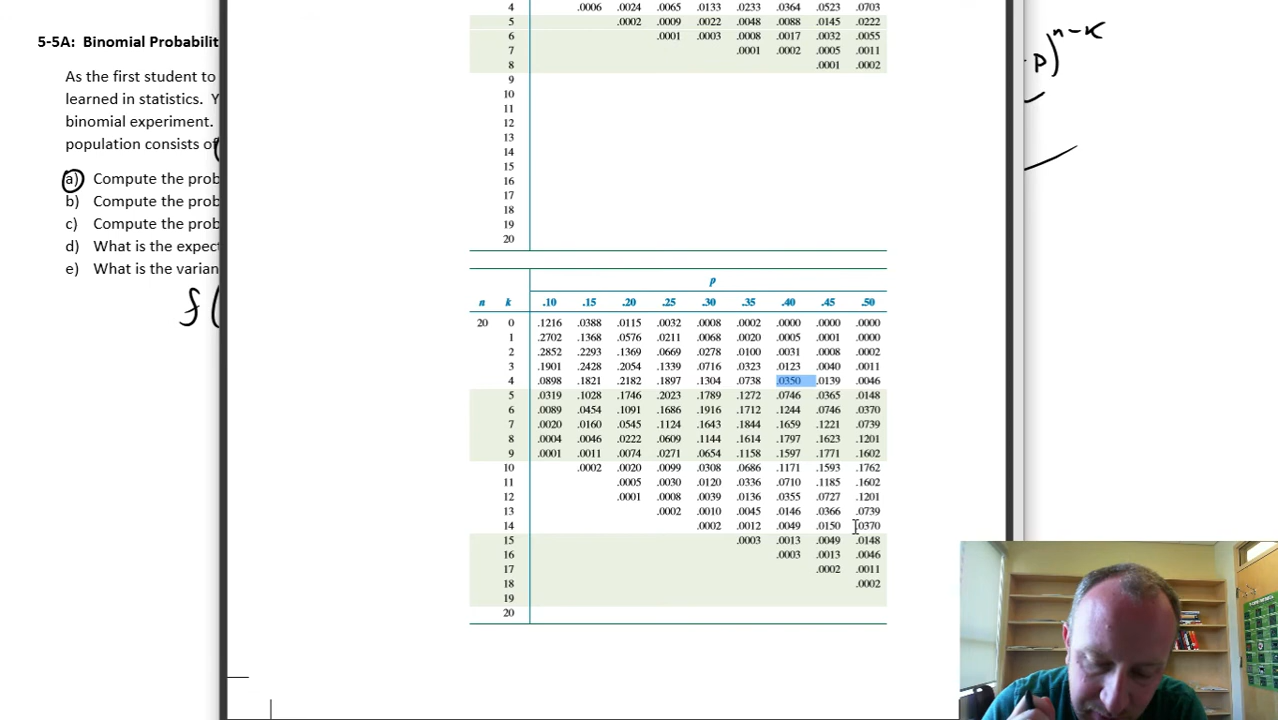 5-5A: Binomial Probabilit
As the first student to
learned in statistics. Y
binomial experiment.
population consists of
a) Compute the prob
b) Compute the prob
c) Compute the prob
d) What is the expect
e) What is the varian
f(
p)^n-k
4 .0006 .0024 .0065 .0133 .0233 .0364 .0523 .0703
5 .0002 .0009 .0022 .0048 .0088 .0145 .0222
6 .0001 .0003 .0008 .0017 .0032 .0055
7 .0001 .0002 .0005 .0011
8 .0001 .0002
9
10
11
12
13
14
15
16
17
18
19
20
p
n k .10 .15 .20 .25 .30 .35 .40 .45 .50
20 0 .1216 .0388 .0115 .0032 .0008 .0002 .0000 .0000 .0000
1 .2702 .1368 .0576 .0211 .0068 .0020 .0005 .0001 .0000
2 .2852 .2293 .1369 .0669 .0278 .0100 .0031 .0008 .0002
3 .1901 .2428 .2054 .1339 .0716 .0323 .0123 .0040 .0011
4 .0898 .1821 .2182 .1897 .1304 .0738 .0350 .0139 .0046
5 .0319 .1028 .1746 .2023 .1789 .1272 .0746 .0365 .0148
6 .0089 .0454 .1091 .1686 .1916 .1712 .1244 .0746 .0370
7 .0020 .0160 .0545 .1124 .1643 .1844 .1659 .1221 .0739
8 .0004 .0046 .0222 .0609 .1144 .1614 .1797 .1623 .1201
9 .0001 .0011 .0074 .0271 .0654 .1158 .1597 .1771 .1602
10 .0002 .0020 .0099 .0308 .0686 .1171 .1593 .1762
11 .0005 .0030 .0120 .0336 .0710 .1185 .1602
12 .0001 .0008 .0039 .0136 .0355 .0727 .1201
13 .0002 .0010 .0045 .0146 .0366 .0739
14 .0002 .0012 .0049 .0150 .0370
15 .0003 .0013 .0049 .0148
16 .0003 .0013 .0046
17 .0002 .0011
18 .0002
19
20